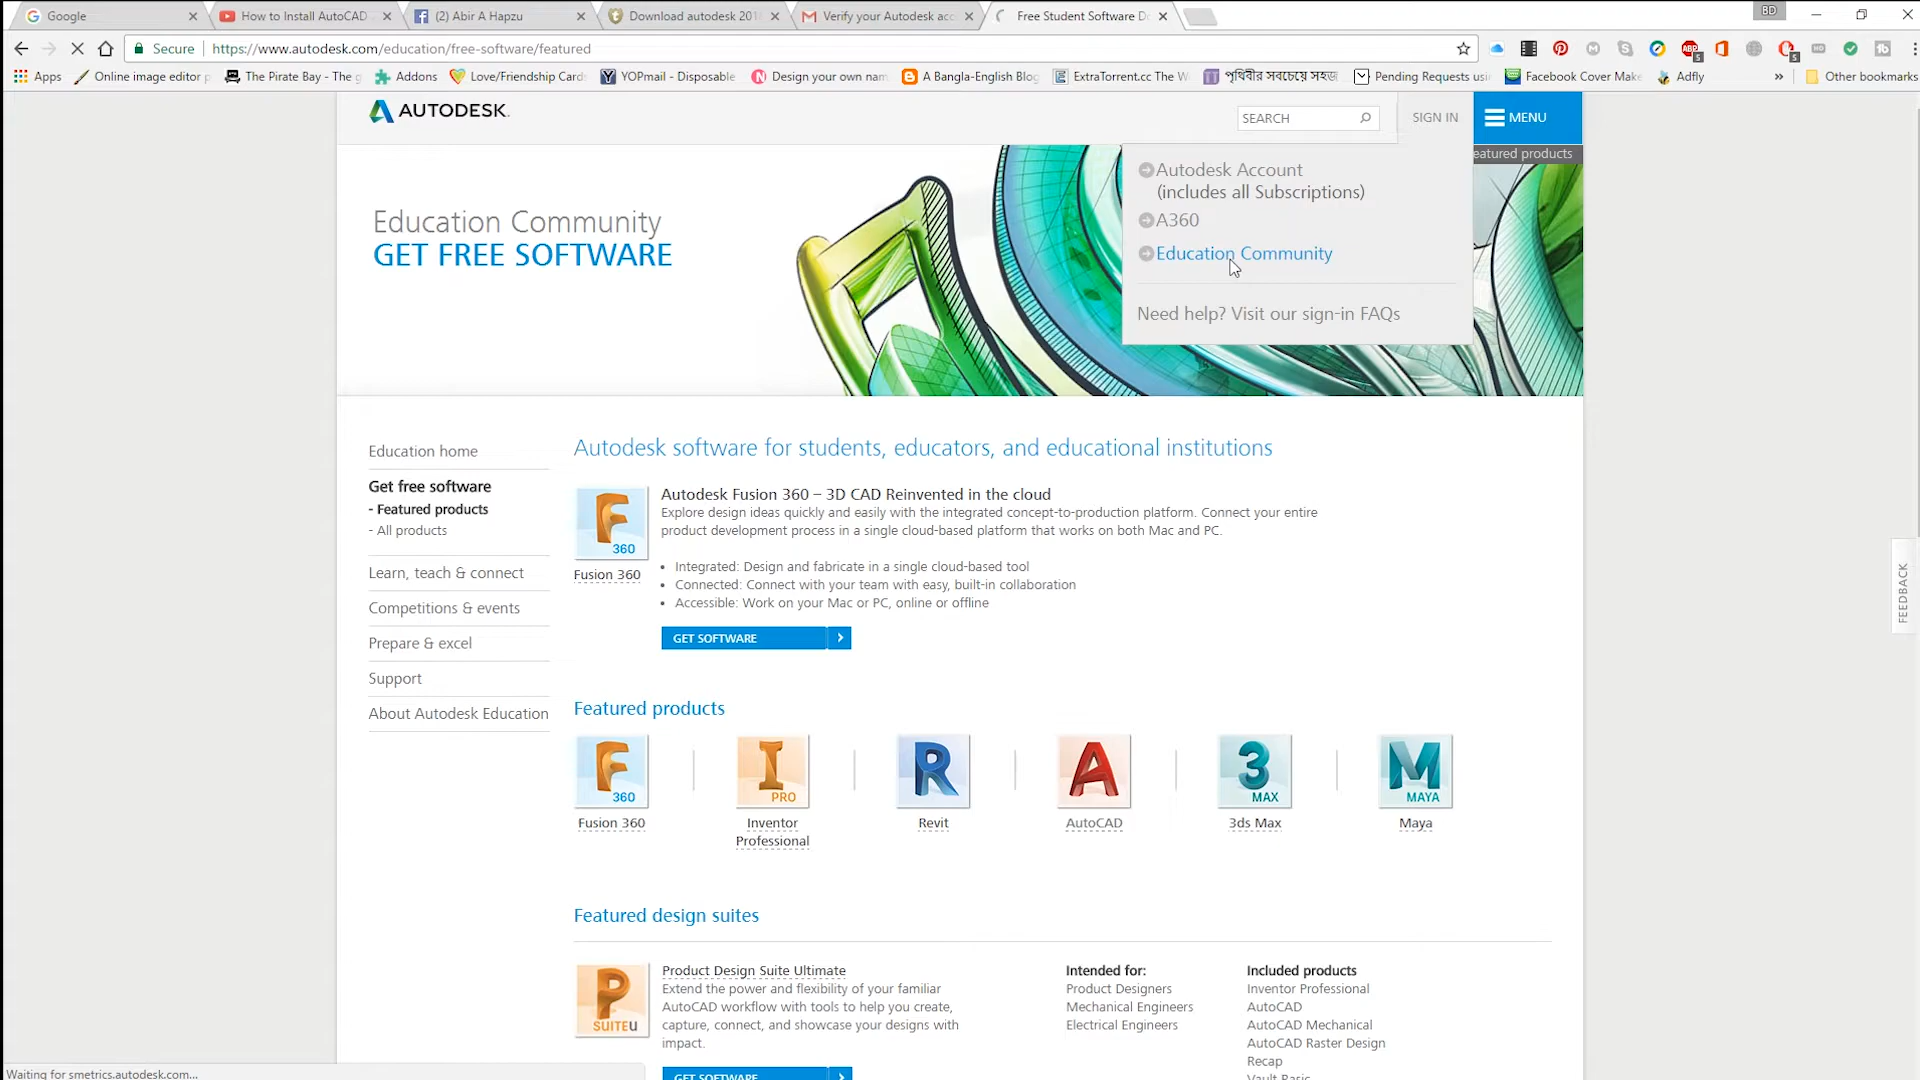 Google
How to Install AutoCAD
(2) Abir A Hapzu
Download autodesk 201
Verify your Autodesk acc
Free Student Software D
BD
Secure
https://www.autodesk.com/education/free-software/featured
Apps
Online image editor
The Pirate Bay - The g
Addons
Love/Friendship Card
YOPmail - Disposable
Design your own nam
A Bangla-English Blog
ExtraTorrent.cc The W
পৃথিবীর সবচেয়ে সহজ
Pending Requests usi
Facebook Cover Make
Adfly
»
Other bookmarks
AUTODESK.
SEARCH
SIGN IN
MENU
eatured products
Autodesk Account
(includes all Subscriptions)
A360
Education Community
Need help? Visit our sign-in FAQs
Education Community
GET FREE SOFTWARE
Education home
Get free software
- Featured products
- All products
Learn, teach & connect
Competitions & events
Prepare & excel
Support
About Autodesk Education
Autodesk software for students, educators, and educational institutions
360
Fusion 360
Autodesk Fusion 360 – 3D CAD Reinvented in the cloud
Explore design ideas quickly and easily with the integrated concept-to-production platform. Connect your entire
product development process in a single cloud-based platform that works on both Mac and PC.
• Integrated: Design and fabricate in a single cloud-based tool
• Connected: Connect with your team with easy, built-in collaboration
• Accessible: Work on your Mac or PC, online or offline
GET SOFTWARE
FEEDBACK
Featured products
360
PRO
MAX
MAYA
Fusion 360
Inventor
Professional
Revit
AutoCAD
3ds Max
Maya
Featured design suites
SUITEU
Product Design Suite Ultimate
Extend the power and flexibility of your familiar
AutoCAD workflow with tools to help you create,
capture, connect, and showcase your designs with
impact.
GET SOFTWARE
Intended for:
Product Designers
Mechanical Engineers
Electrical Engineers
Included products
Inventor Professional
AutoCAD
AutoCAD Mechanical
AutoCAD Raster Design
Recap
Vault Basic
Waiting for smetrics.autodesk.com...